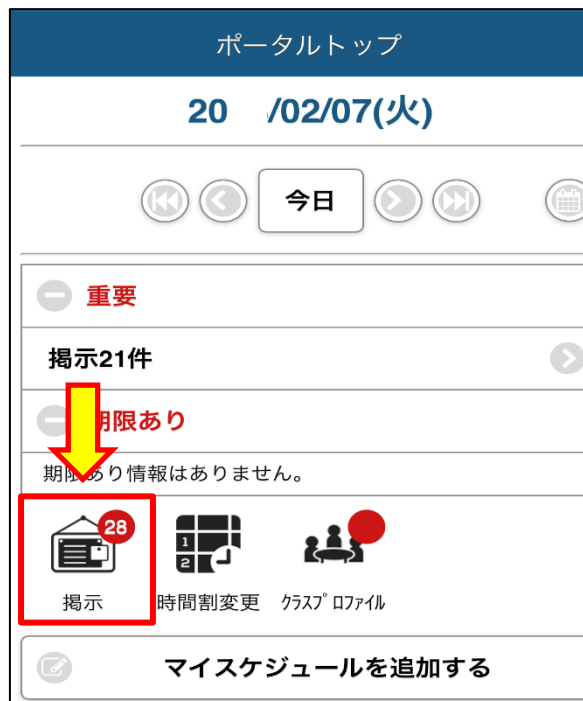 ポータルトップ
20 /02/07(火)
今日
重要
掲示21件
期限あり
期限あり情報はありません。
28
1
2
掲示
時間割変更
クラスプロファイル
マイスケジュールを追加する